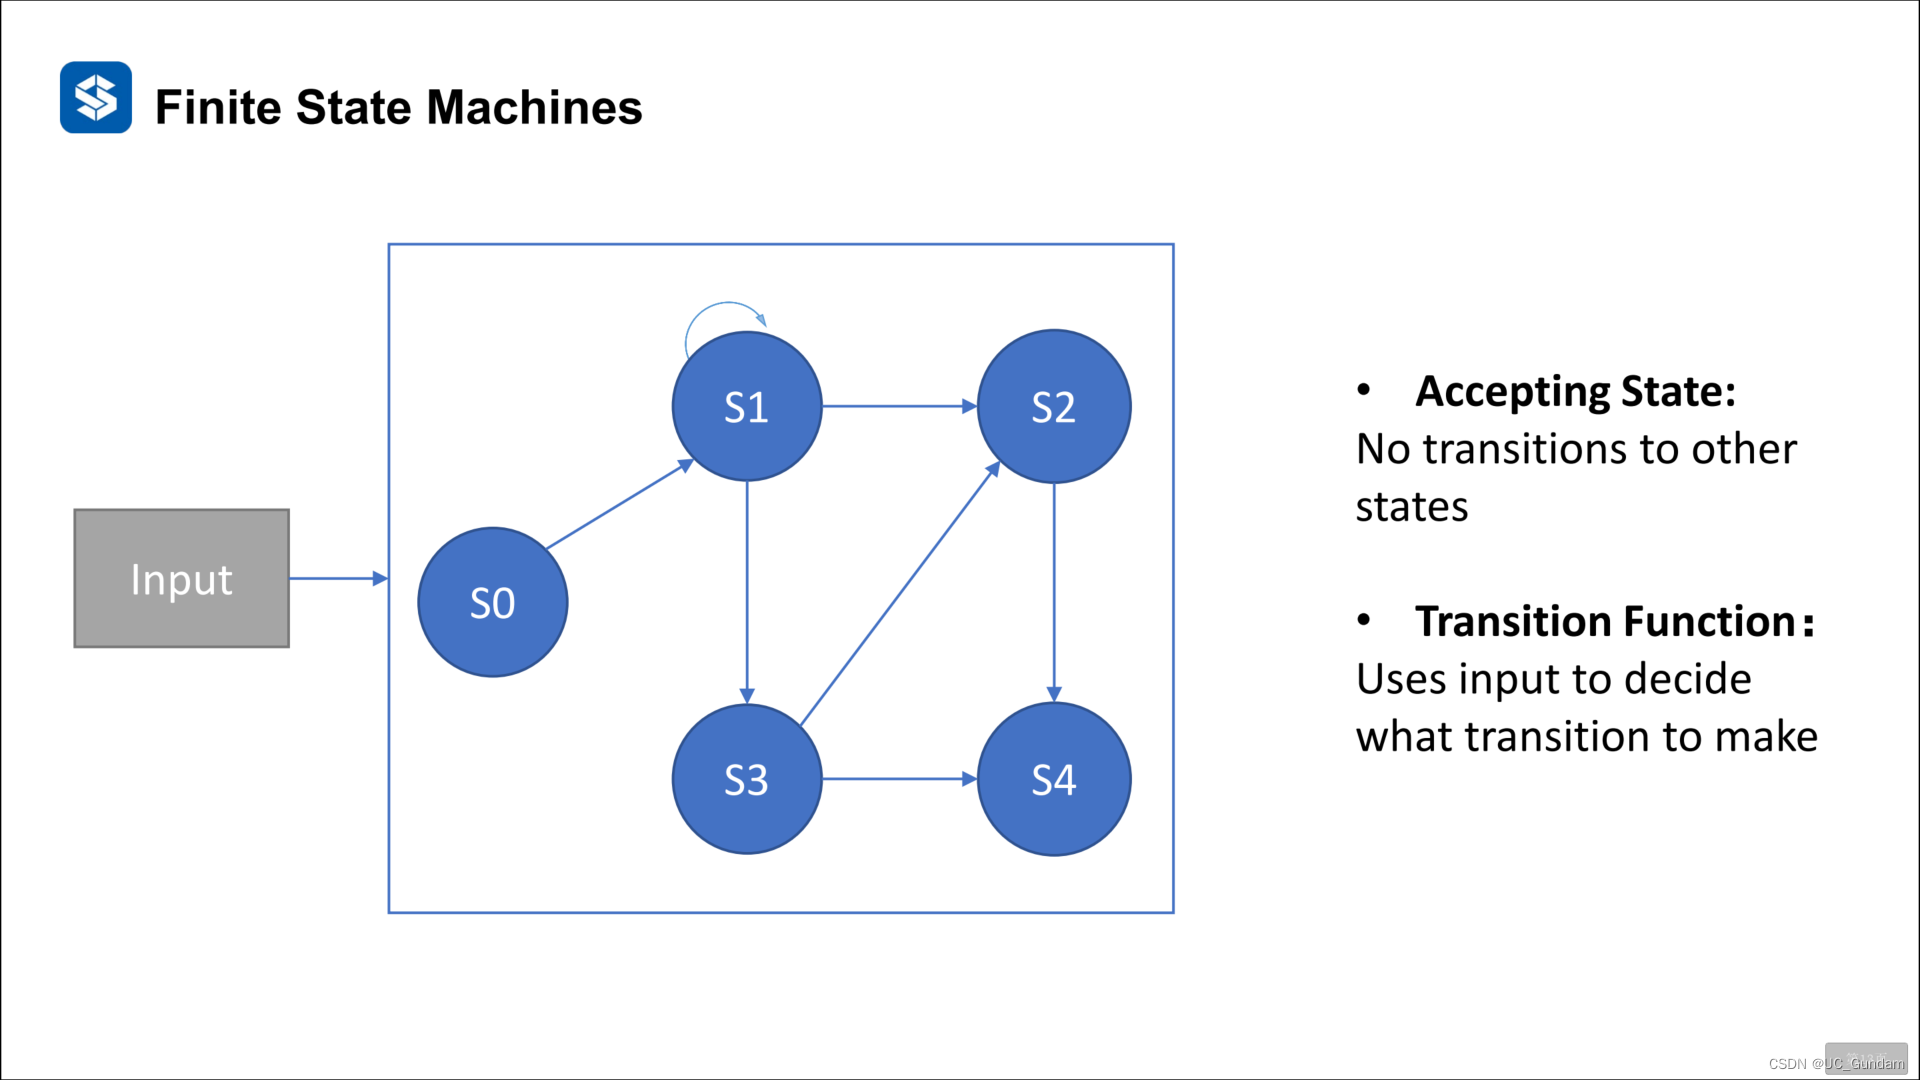 Finite State Machines
S1
S2
Input
S0
S3
S4
• Accepting State:
No transitions to other
states
• Transition Function：
Uses input to decide
what transition to make
CSDN @UC_Gundam